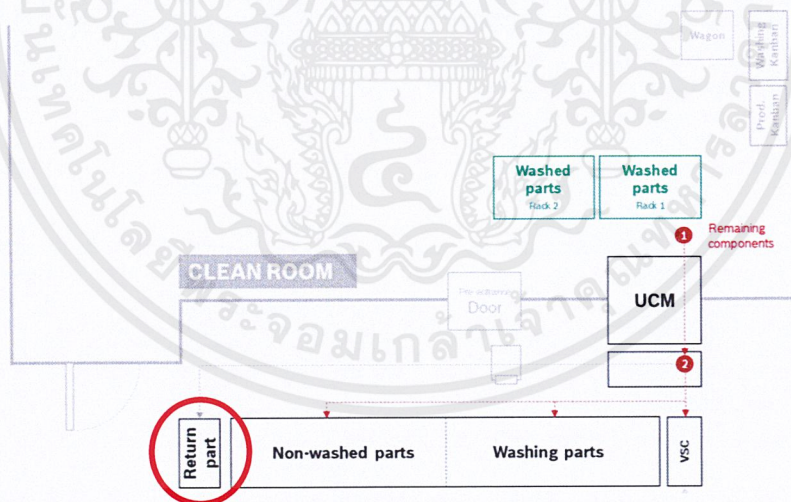 Wagon
Washing
Kanban
Prod.
Kanban
Washed
parts
Rack 2
Washed
parts
Rack 1
1
Remaining
components
CLEAN ROOM
Door
UCM
2
Return
part
Non-washed parts
Washing parts
VSC